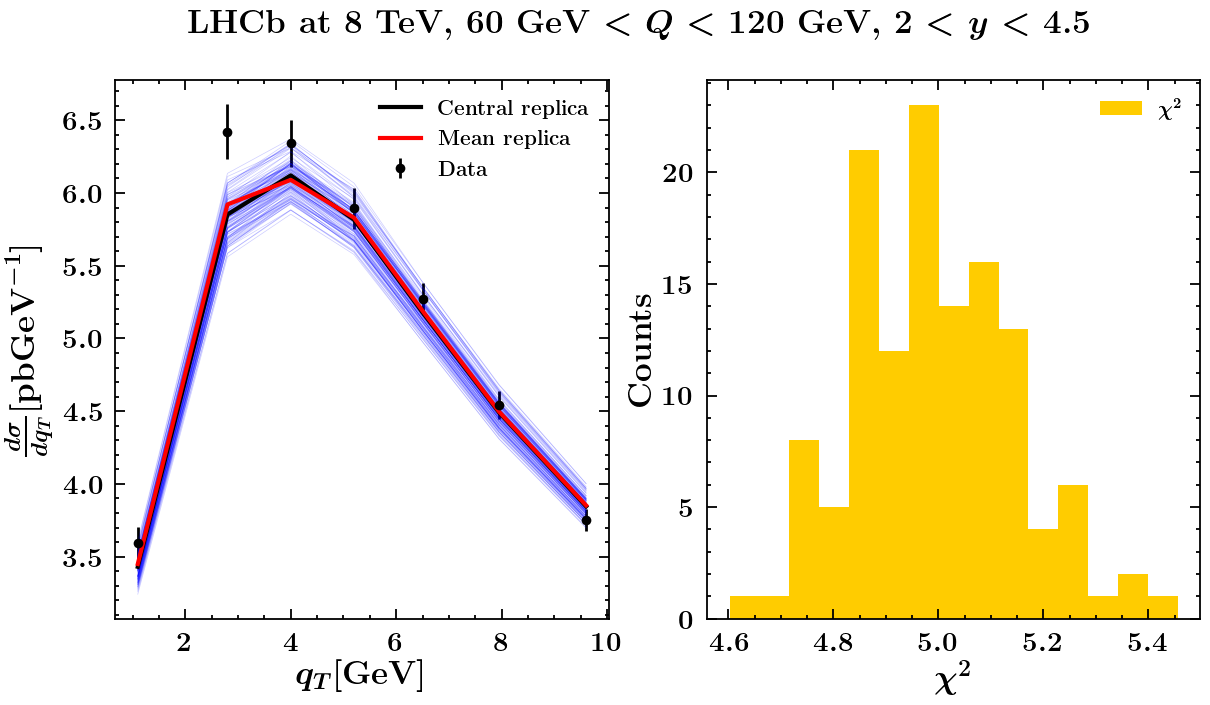 LHCb at 8 TeV, 60 GeV < Q < 120 GeV, 2 < y < 4.5
dσ/dq_T [pbGeV⁻¹]
6.5
6.0
5.5
5.0
4.5
4.0
3.5
Central replica
Mean replica
Data
2 4 6 8 10
q_T[GeV]
Counts
20
15
10
5
0
χ²
4.6 4.8 5.0 5.2 5.4
χ²